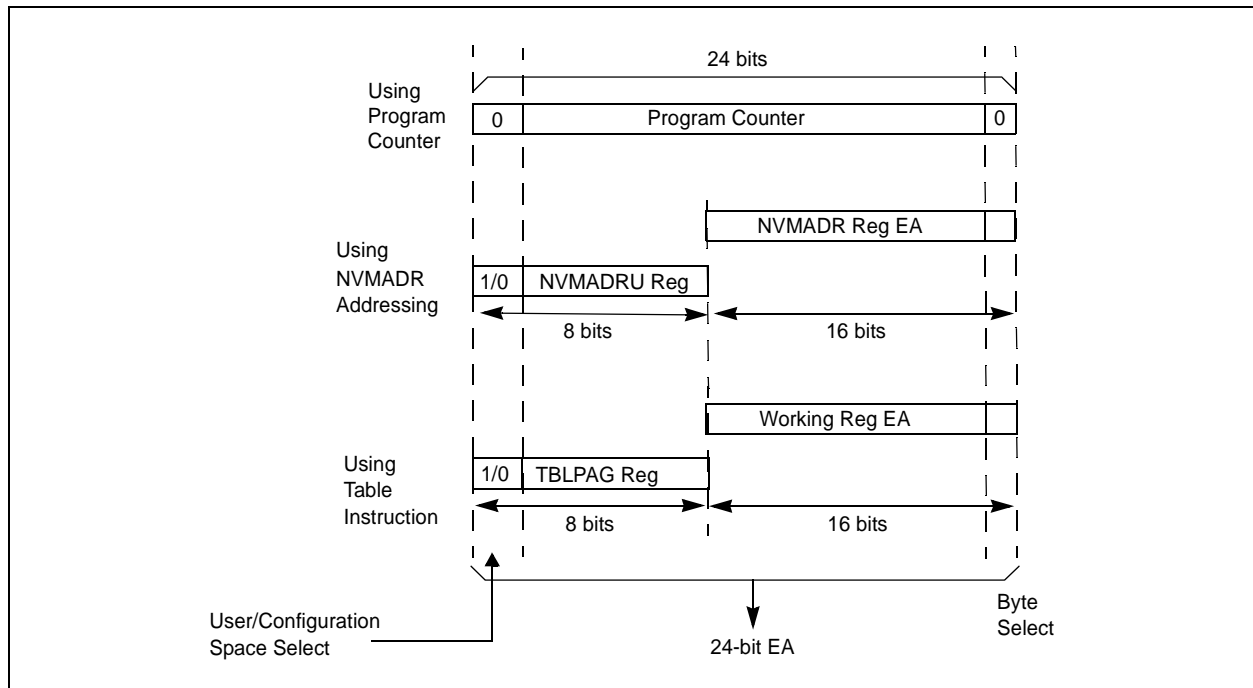 24 bits
Using
Program
Counter
0
Program Counter
0
NVMADR Reg EA
Using
NVMADR
Addressing
1/0
NVMADRU Reg
8 bits
16 bits
Working Reg EA
Using
Table
Instruction
1/0
TBLPAG Reg
8 bits
16 bits
User/Configuration
Space Select
24-bit EA
Byte
Select